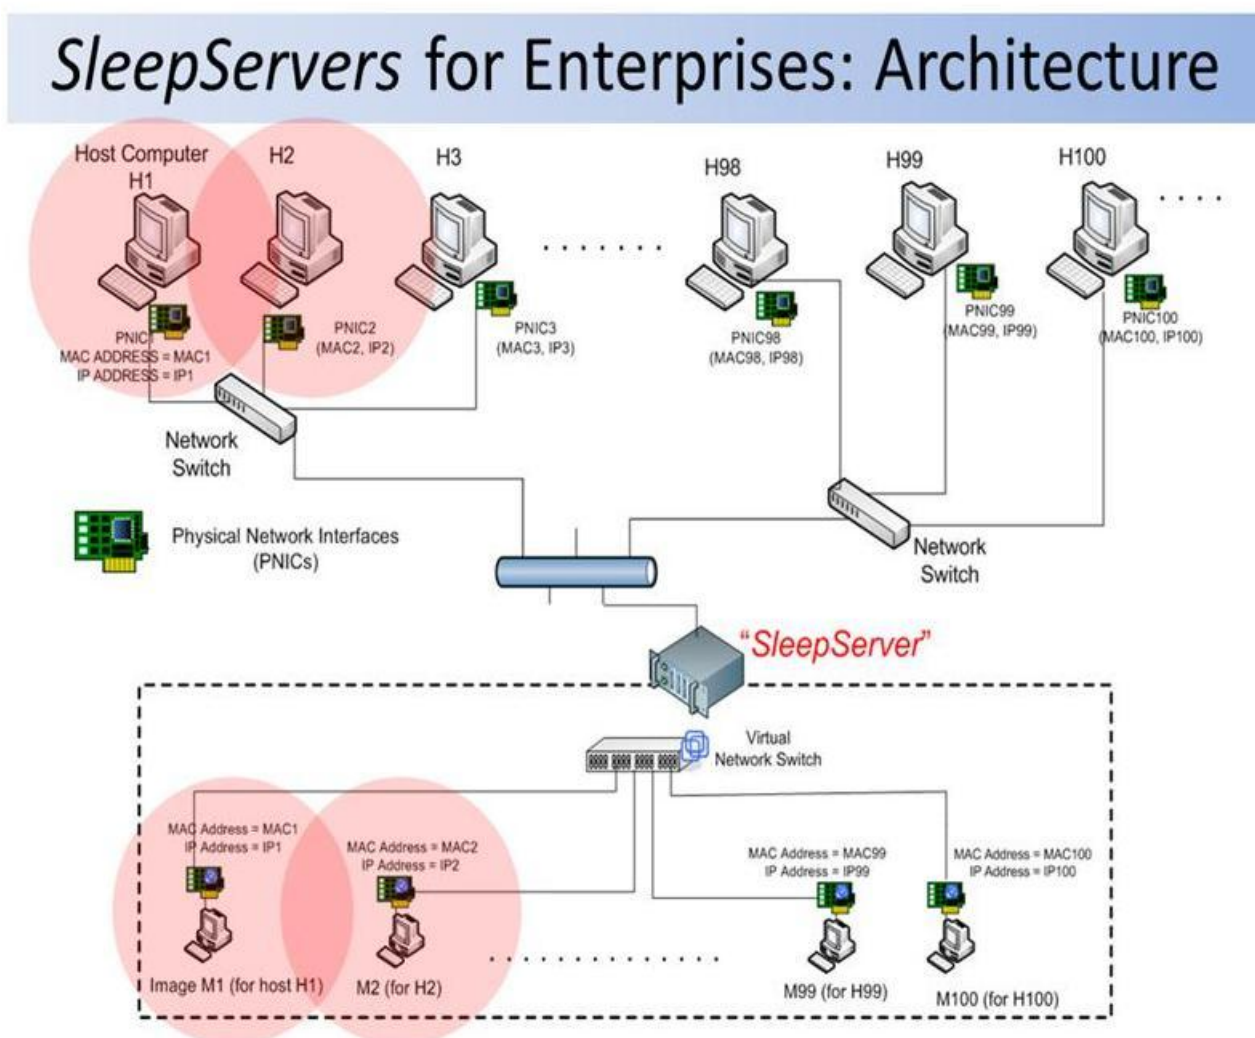 SleepServers for Enterprises: Architecture
Host Computer
H1
H2
H3
H98
H99
H100
PNIC1
MAC ADDRESS = MAC1
IP ADDRESS = IP1
PNIC2
(MAC2, IP2)
PNIC3
(MAC3, IP3)
PNIC98
(MAC98, IP98)
PNIC99
(MAC99, IP99)
PNIC100
(MAC100, IP100)
Network
Switch
Physical Network Interfaces
(PNICs)
Network
Switch
"SleepServer"
Virtual
Network Switch
MAC Address = MAC1
IP Address = IP1
MAC Address = MAC2
IP Address = IP2
MAC Address = MAC99
IP Address = IP99
MAC Address = MAC100
IP Address = IP100
Image M1 (for host H1)
M2 (for H2)
M99 (for H99)
M100 (for H100)